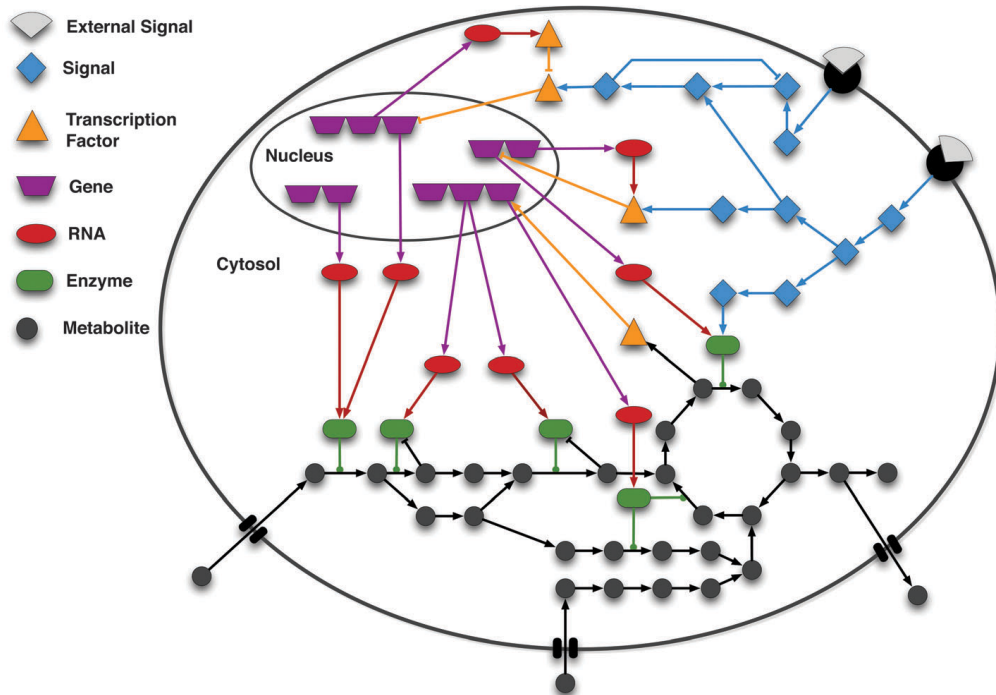 External Signal
Signal
Transcription
Factor
Gene
RNA
Enzyme
Metabolite
Nucleus
Cytosol